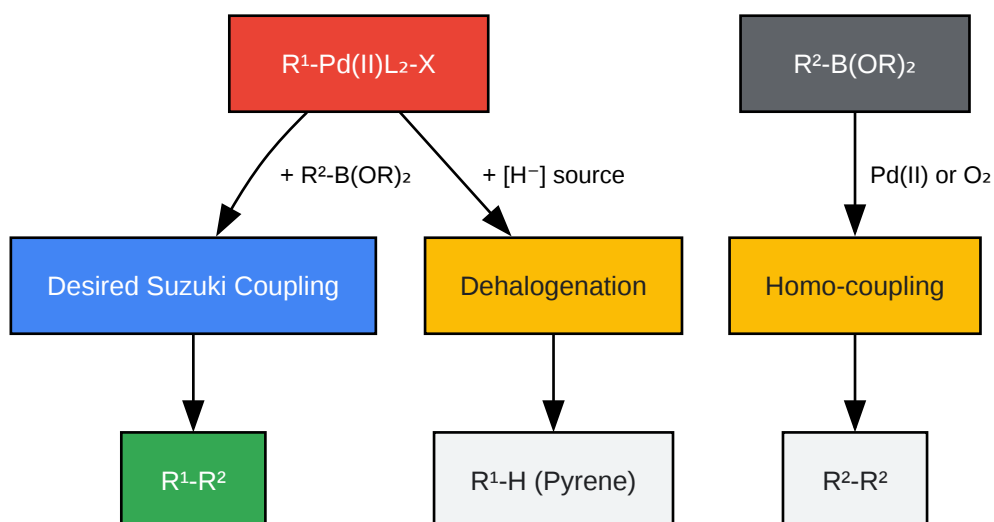 R¹-Pd(II)L₂-X
R²-B(OR)₂
+ R²-B(OR)₂
+ [H⁻] source
Pd(II) or O₂
Desired Suzuki Coupling
Dehalogenation
Homo-coupling
R¹-R²
R¹-H (Pyrene)
R²-R²